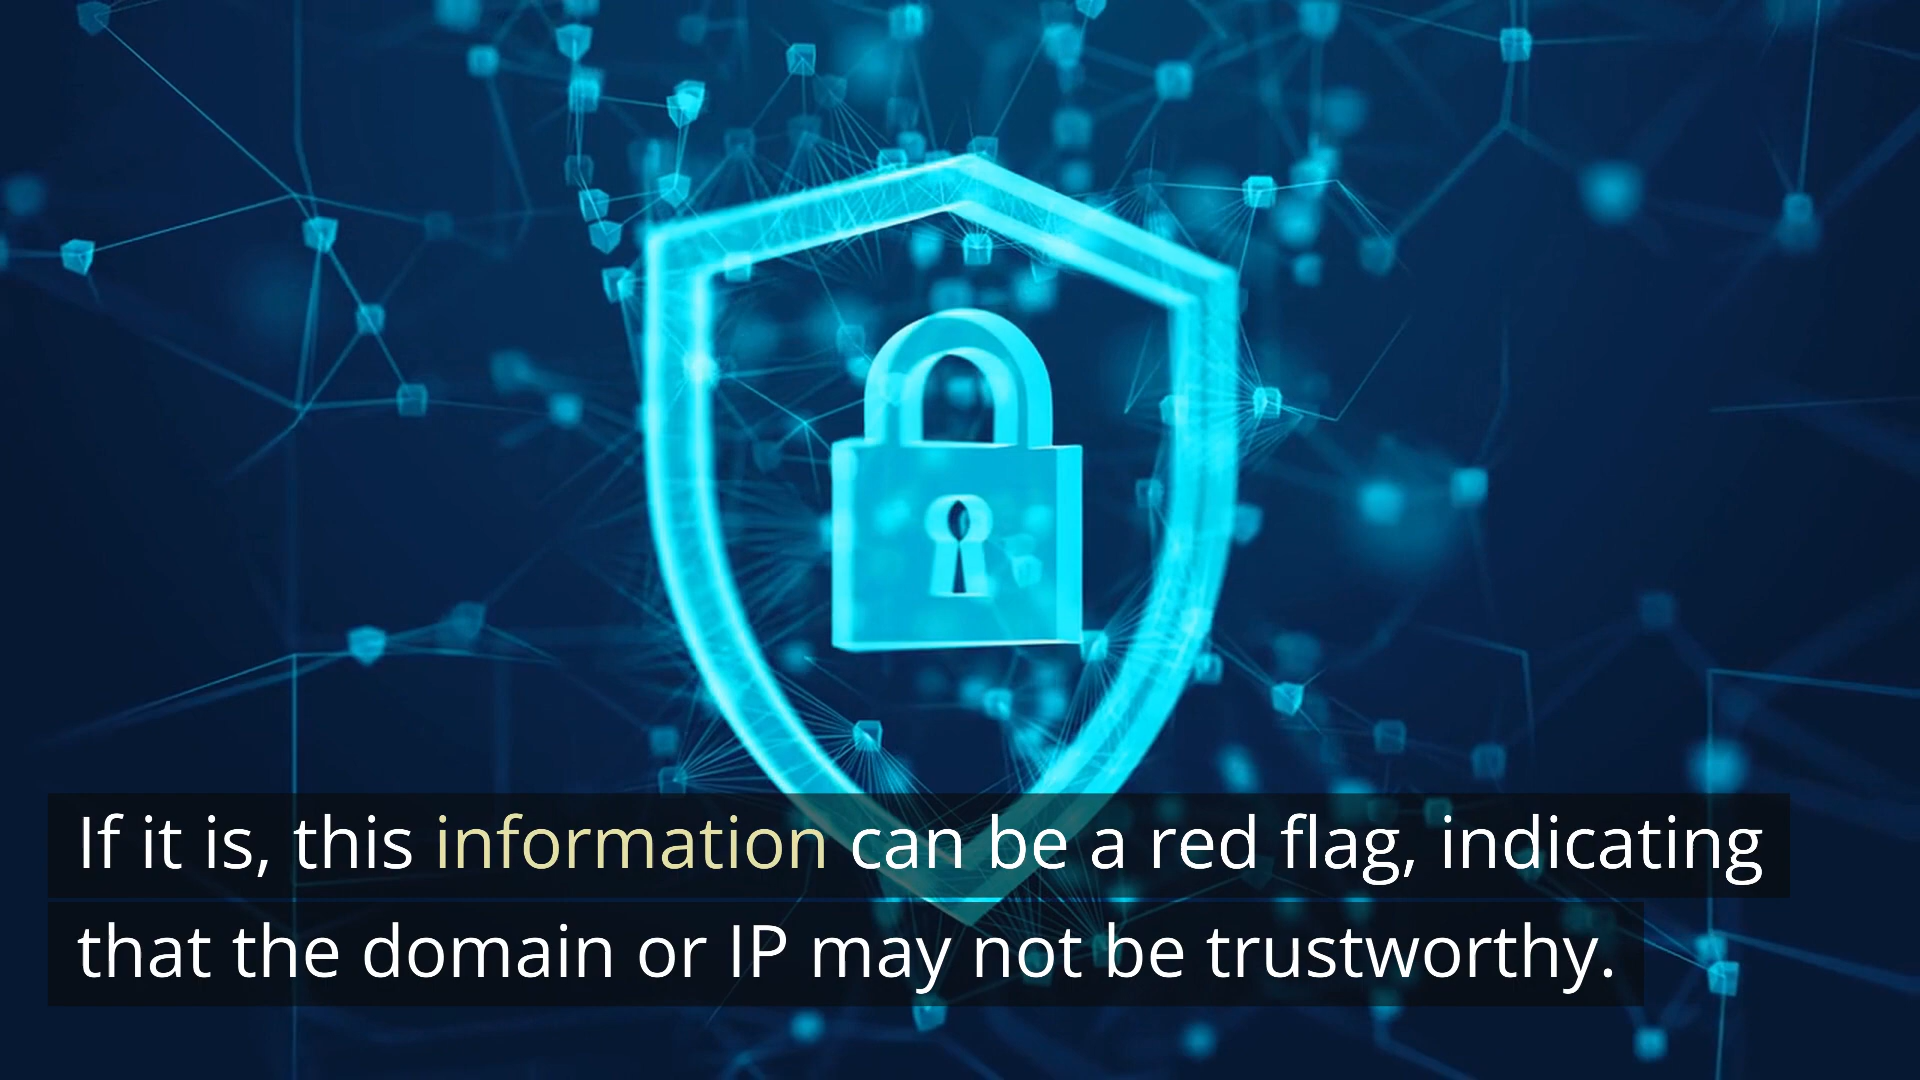 If it is, this information can be a red flag, indicating
that the domain or IP may not be trustworthy.